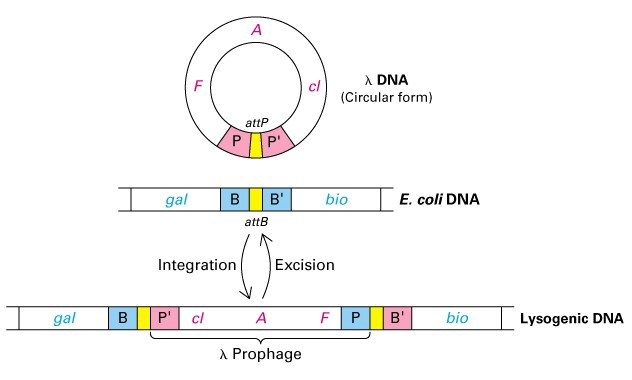 A
F
cI
λ DNA
(Circular form)
attP
P P'
gal B B' bio E. coli DNA
attB
Integration Excision
gal B P' cI A F P B' bio Lysogenic DNA
λ Prophage